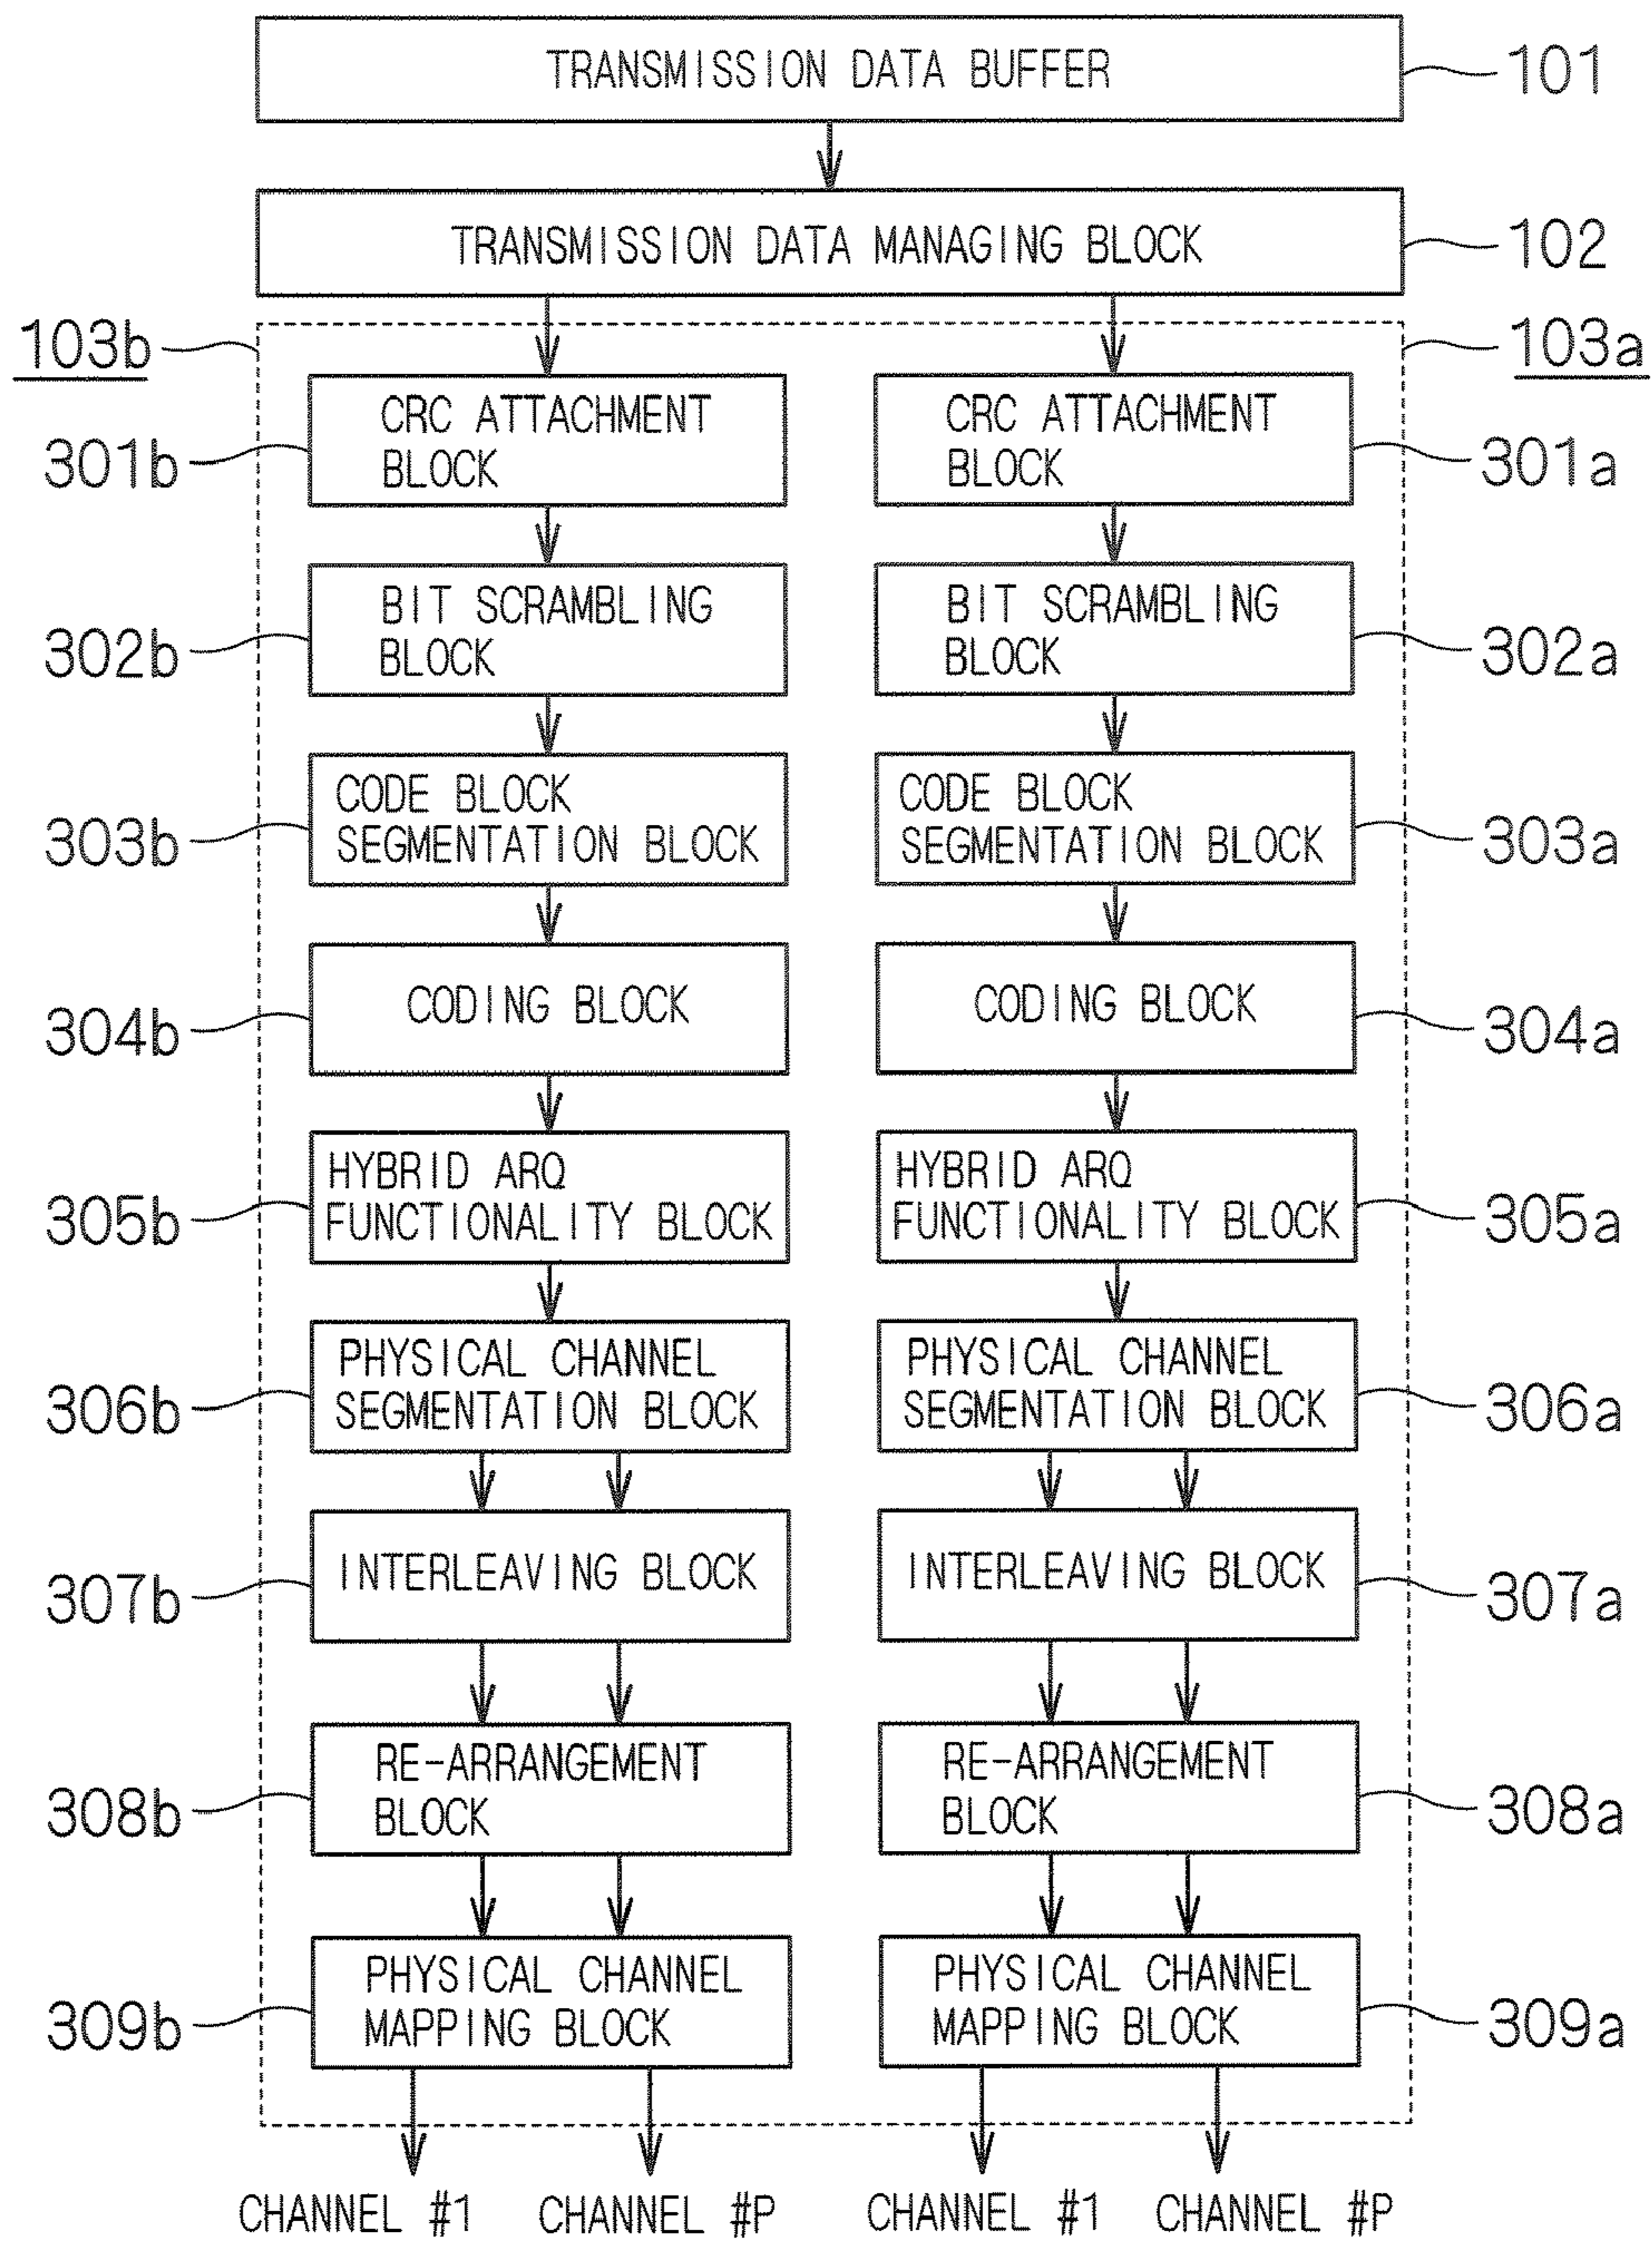 TRANSMISSION DATA BUFFER
101
TRANSMISSION DATA MANAGING BLOCK
102
103b
103a
CRC ATTACHMENT
BLOCK
301b
CRC ATTACHMENT
BLOCK
301a
BIT SCRAMBLING
BLOCK
302b
BIT SCRAMBLING
BLOCK
302a
CODE BLOCK
SEGMENTATION BLOCK
303b
CODE BLOCK
SEGMENTATION BLOCK
303a
CODING BLOCK
304b
CODING BLOCK
304a
HYBRID ARQ
FUNCTIONALITY BLOCK
305b
HYBRID ARQ
FUNCTIONALITY BLOCK
305a
PHYSICAL CHANNEL
SEGMENTATION BLOCK
306b
PHYSICAL CHANNEL
SEGMENTATION BLOCK
306a
INTERLEAVING BLOCK
307b
INTERLEAVING BLOCK
307a
RE-ARRANGEMENT
BLOCK
308b
RE-ARRANGEMENT
BLOCK
308a
PHYSICAL CHANNEL
MAPPING BLOCK
309b
PHYSICAL CHANNEL
MAPPING BLOCK
309a
CHANNEL #1
CHANNEL #P
CHANNEL #1
CHANNEL #P